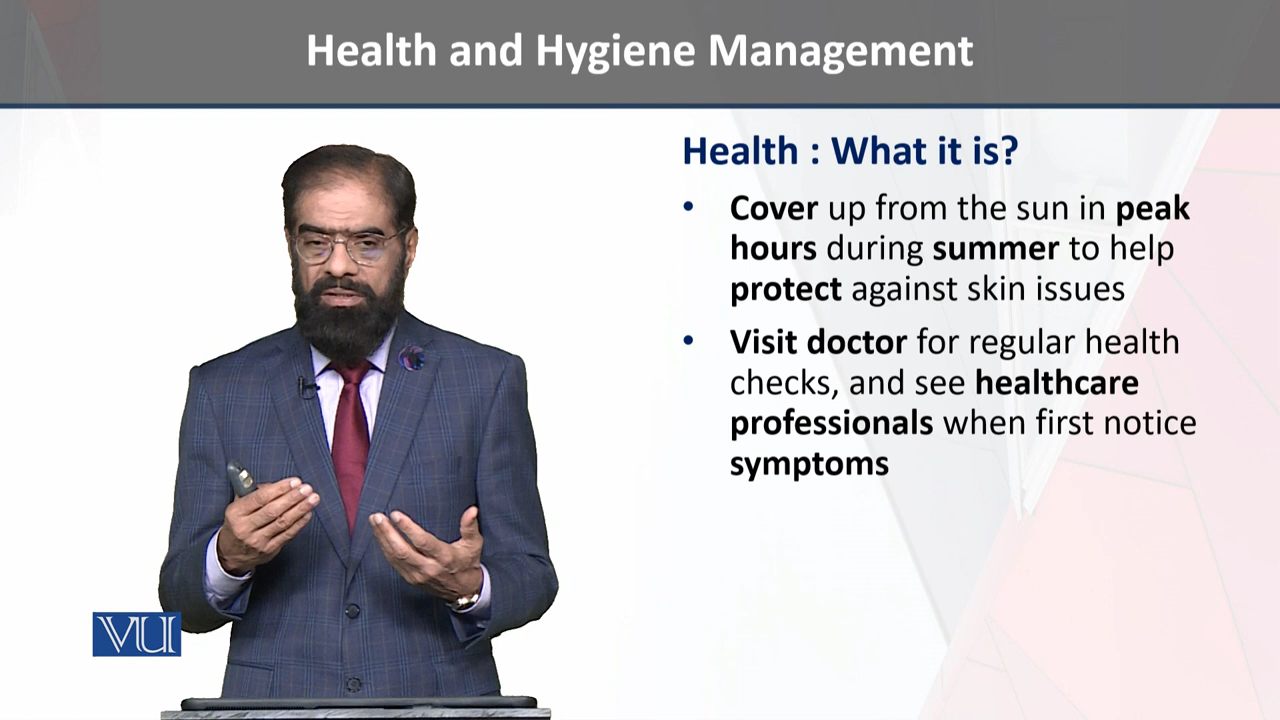 Health and Hygiene Management
Health : What it is?
• Cover up from the sun in peak
hours during summer to help
protect against skin issues
• Visit doctor for regular health
checks, and see healthcare
professionals when first notice
symptoms
VU